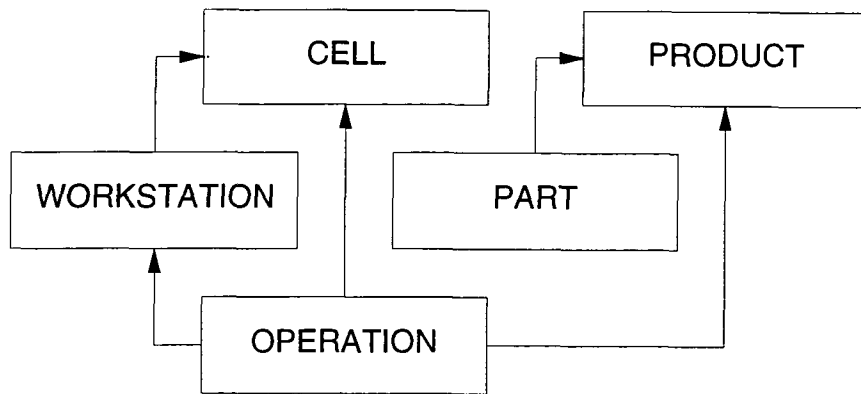 CELL
PRODUCT
WORKSTATION
PART
OPERATION